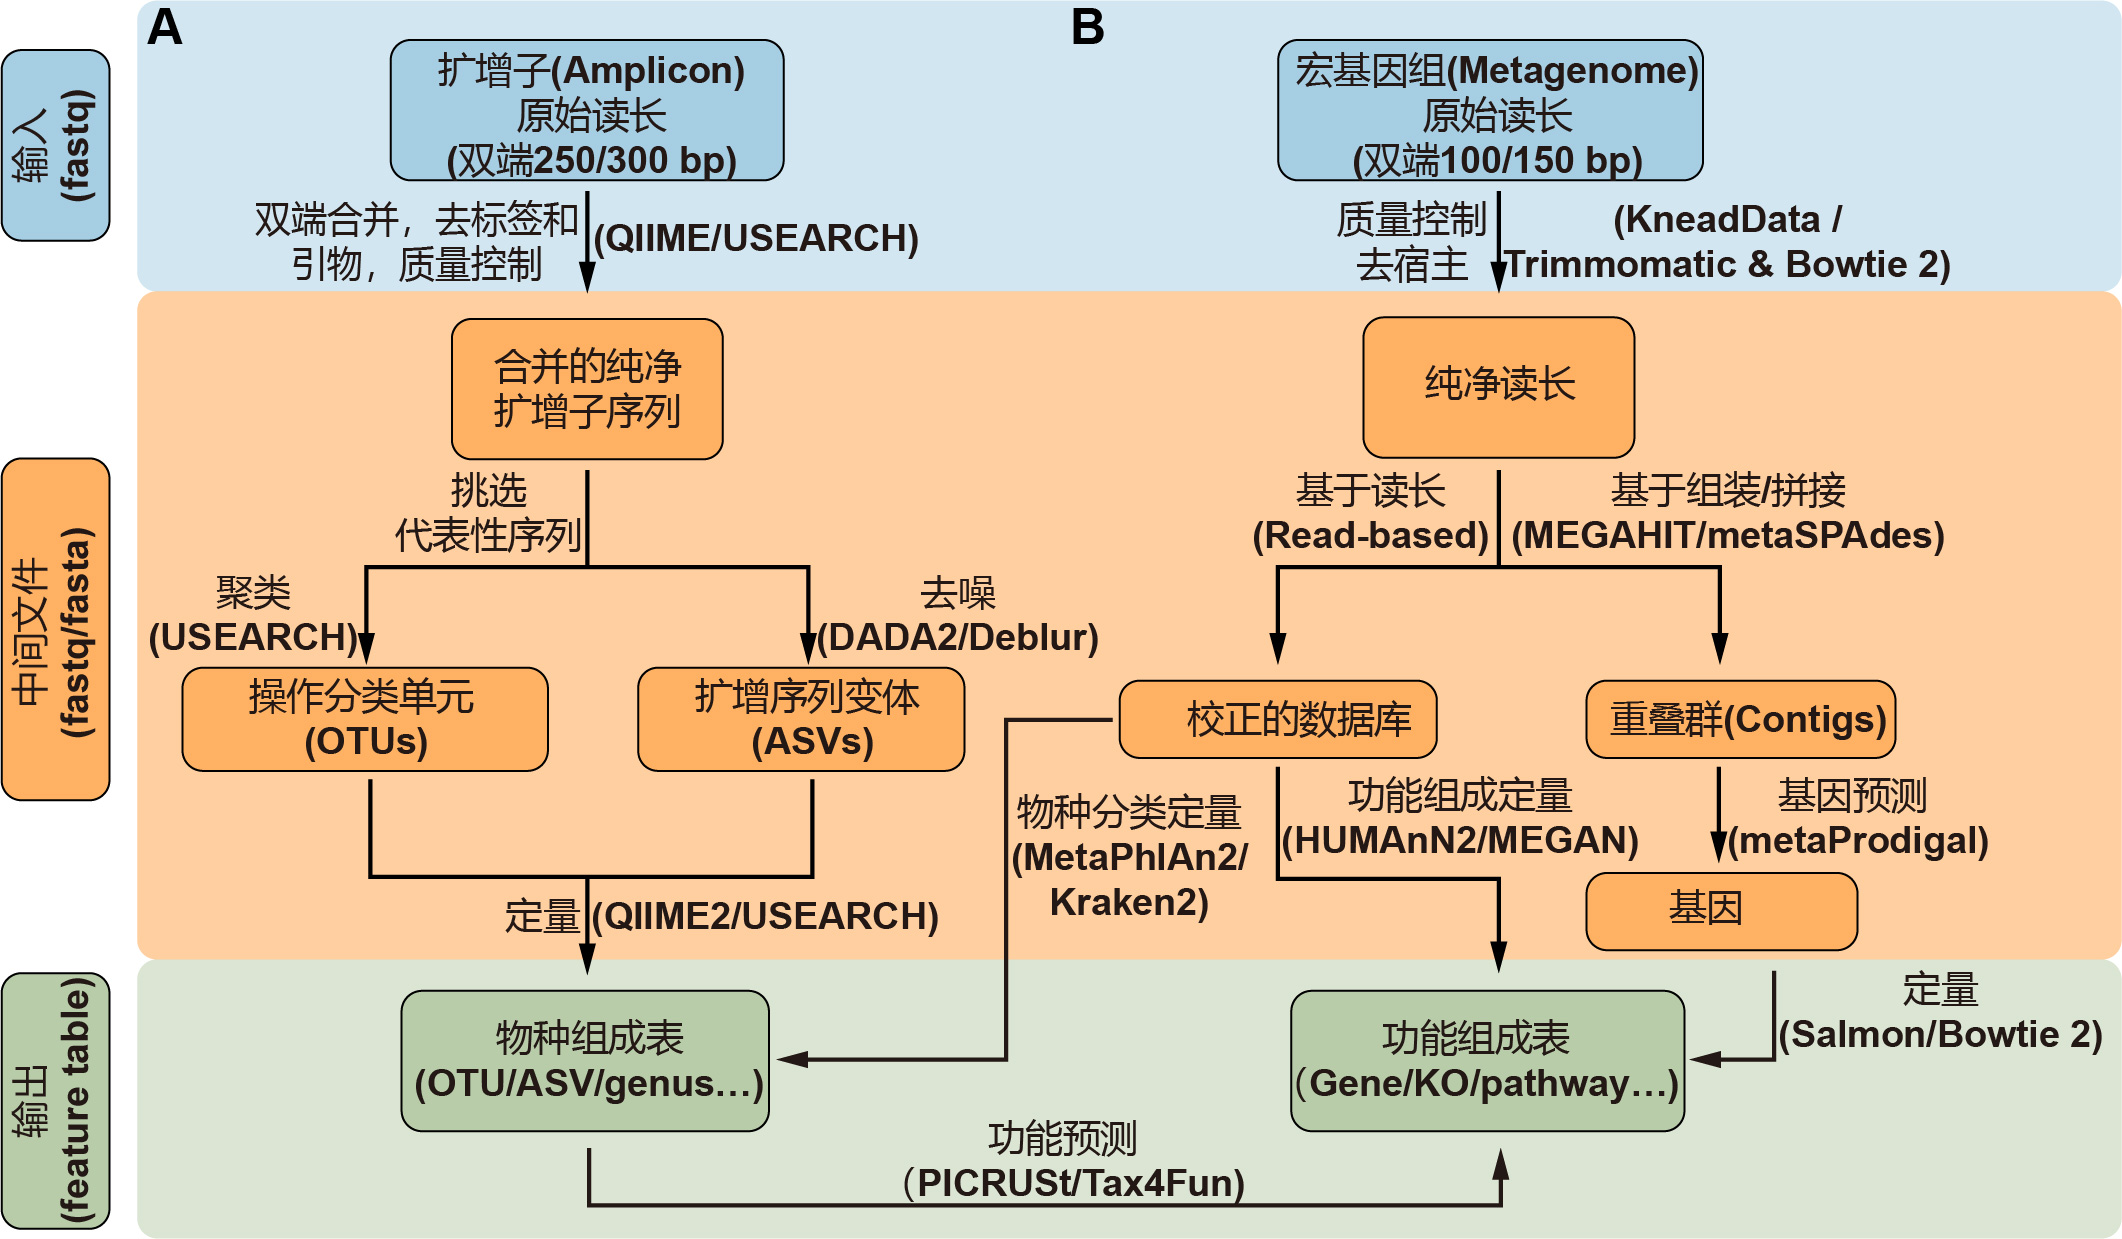 A
B
输入
(fastq)
扩增子(Amplicon)
原始读长
(双端250/300 bp)
宏基因组(Metagenome)
原始读长
(双端100/150 bp)
双端合并，去标签和
引物，质量控制
(QIIME/USEARCH)
质量控制
去宿主
(KneadData /
Trimmomatic & Bowtie 2)
中间文件
(fastq/fasta)
合并的纯净
扩增子序列
纯净读长
挑选
代表性序列
基于读长
(Read-based)
基于组装/拼接
(MEGAHIT/metaSPAdes)
聚类
(USEARCH)
去噪
(DADA2/Deblur)
操作分类单元
(OTUs)
扩增序列变体
(ASVs)
校正的数据库
重叠群(Contigs)
物种分类定量
(MetaPhlAn2/
Kraken2)
功能组成定量
(HUMAnN2/MEGAN)
基因预测
(metaProdigal)
定量
(QIIME2/USEARCH)
基因
输出
(feature table)
物种组成表
(OTU/ASV/genus…)
功能组成表
（Gene/KO/pathway…)
定量
(Salmon/Bowtie 2)
功能预测
（PICRUSt/Tax4Fun)